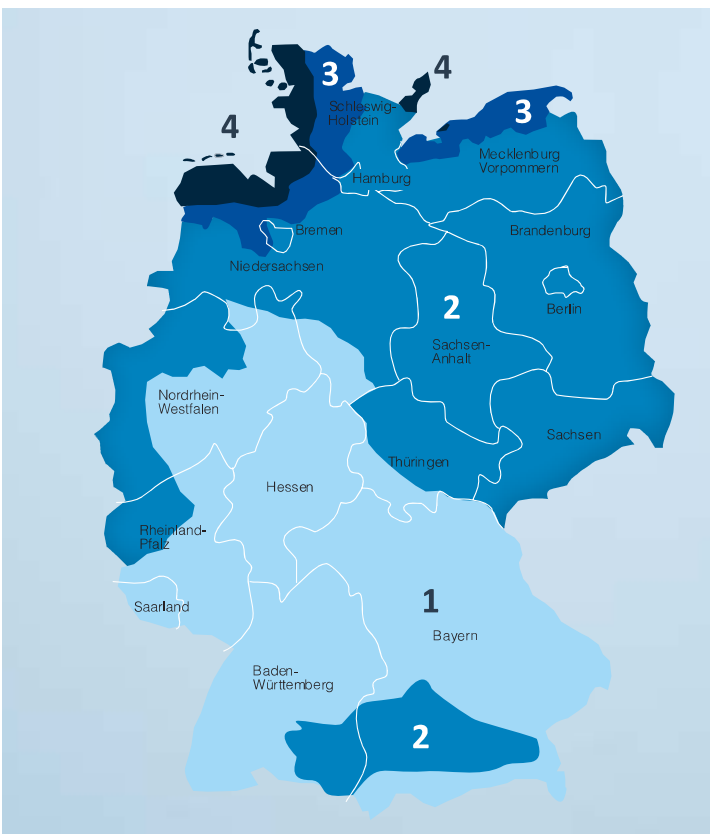 3
4
Schleswig-
Holstein
3
4
Mecklenburg
Vorpommern
Hamburg
Bremen
Brandenburg
Niedersachsen
2
Berlin
Sachsen-
Anhalt
Nordrhein-
Westfalen
Sachsen
Thüringen
Hessen
Rheinland-
Pfalz
1
Saarland
Bayern
Baden-
Württemberg
2